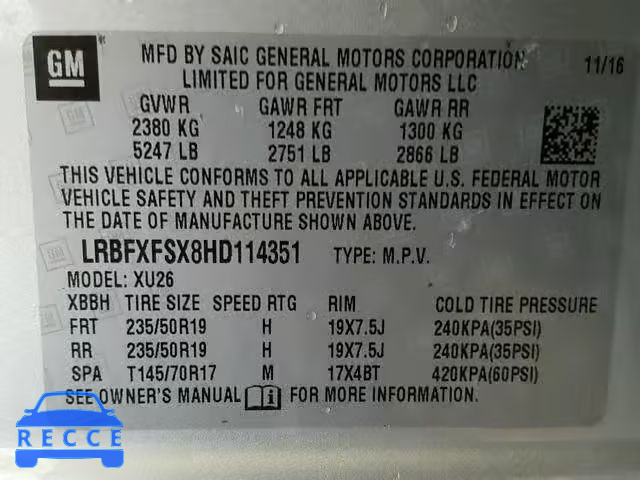 GM
MFD BY SAIC GENERAL MOTORS CORPORATION 11/16
LIMITED FOR GENERAL MOTORS LLC
GVWR GAWR FRT GAWR RR
2380 KG 1248 KG 1300 KG
5247 LB 2751 LB 2866 LB
THIS VEHICLE CONFORMS TO ALL APPLICABLE U.S. FEDERAL MOTOR
VEHICLE SAFETY AND THEFT PREVENTION STANDARDS IN EFFECT ON
THE DATE OF MANUFACTURE SHOWN ABOVE.
LRBFXFSX8HD114351 TYPE: M.P.V.
MODEL: XU26
XBBH TIRE SIZE SPEED RTG RIM COLD TIRE PRESSURE
FRT 235/50R19 H 19X7.5J 240KPA(35PSI)
RR 235/50R19 H 19X7.5J 240KPA(35PSI)
SPA T145/70R17 M 17X4BT 420KPA(60PSI)
SEE OWNER'S MANUAL FOR MORE INFORMATION.
RECCE